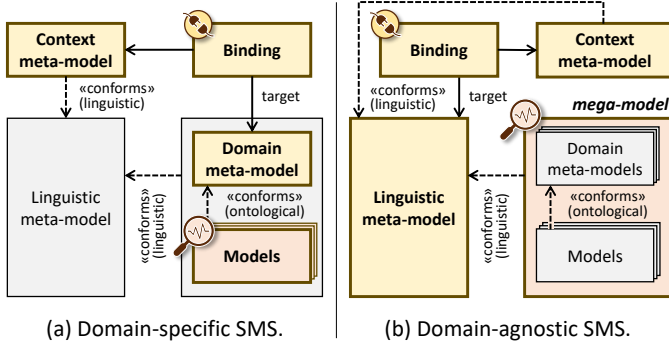 Context
meta-model
Binding
«conforms»
(linguistic)
target
Linguistic
meta-model
Domain
meta-model
«conforms»
(linguistic)
«conforms»
(ontological)
Models
(a) Domain-specific SMS.
Binding
Context
meta-model
«conforms»
(linguistic)
target
mega-model
Linguistic
meta-model
Domain
meta-models
«conforms»
(linguistic)
«conforms»
(ontological)
Models
(b) Domain-agnostic SMS.